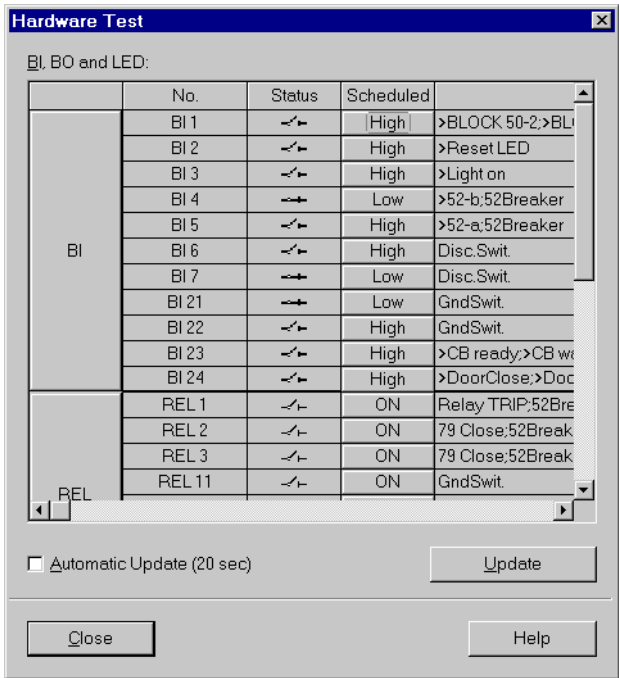 Hardware Test
BI, BO and LED:
No. Status Scheduled
BI 1 High >BLOCK 50-2;>BL
BI 2 High >Reset LED
BI 3 High >Light on
BI 4 Low >52-b;52Breaker
BI 5 High >52-a;52Breaker
BI BI 6 High Disc.Swit.
BI 7 Low Disc.Swit.
BI 21 Low GndSwit.
BI 22 High GndSwit.
BI 23 High >CB ready;>CB wa
BI 24 High >DoorClose;>Doo
REL 1 ON Relay TRIP;52Bre
REL 2 ON 79 Close;52Break
REL 3 ON 79 Close;52Break
REL 11 ON GndSwit.
REL
Automatic Update (20 sec) Update
Close Help